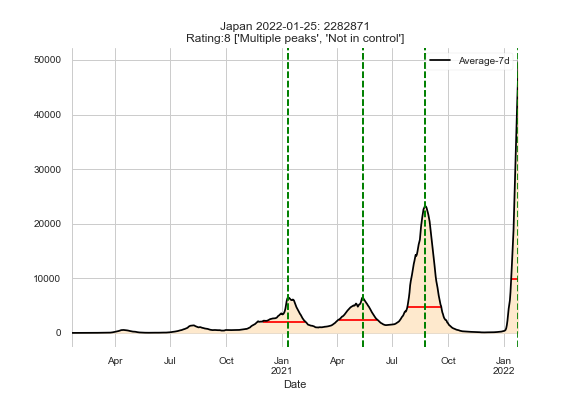 Japan 2022-01-25: 2282871
Rating:8 ['Multiple peaks', 'Not in control']
Average-7d
50000
40000
30000
20000
10000
0
Apr Jul Oct Jan Apr Jul Oct Jan
2021 2022
Date